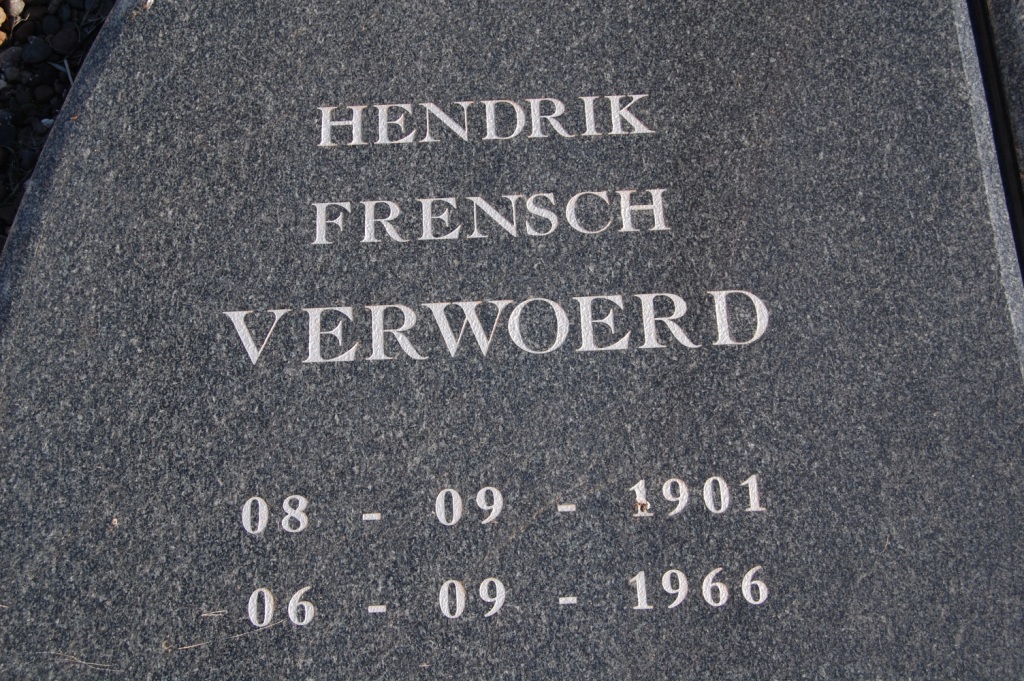 HENDRIK
FRENSCH
VERWOERD
08 - 09 - 1901
06 - 09 - 1966